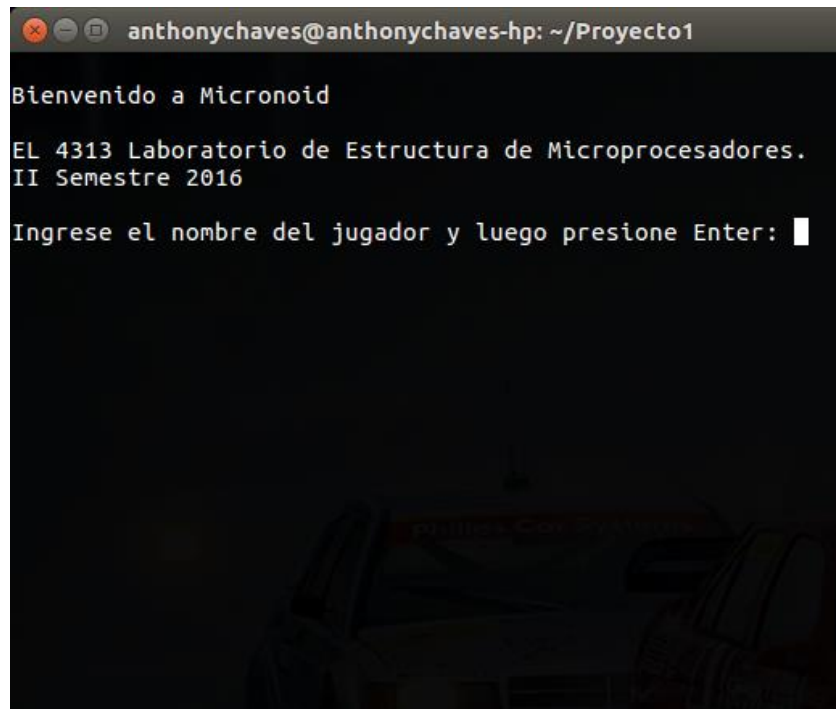 anthonychaves@anthonychaves-hp: ~/Proyecto1
Bienvenido a Micronoid
EL 4313 Laboratorio de Estructura de Microprocesadores.
II Semestre 2016
Ingrese el nombre del jugador y luego presione Enter: